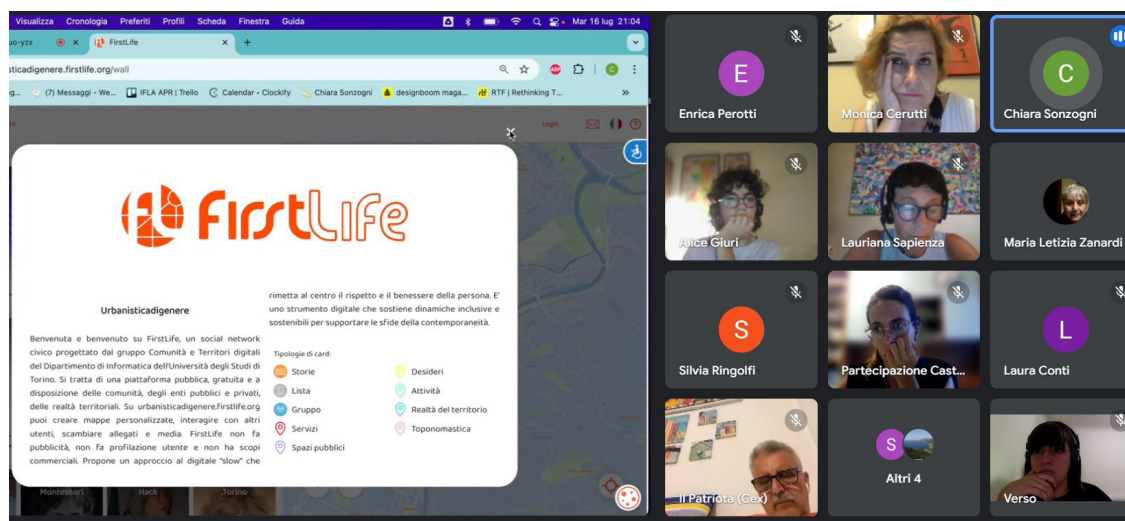 Visualizza Cronologia Preferiti Profili Scheda Finestra Guida Mar 16 lug 21:04
uo-yzx FirstLife
sticadigenere.firstlife.org/wall
(7) Messaggi - We... IFLA APR | Trello Calendar • Clockify Chiara Sonzogni designboom maga... RTF | Rethinking T...
Login
FirstLife
Urbanisticadigenere
Benvenuta e benvenuto su FirstLife, un social network
civico progettato dal gruppo Comunità e Territori digitali
del Dipartimento di Informatica dell'Università degli Studi di
Torino. Si tratta di una piattaforma pubblica, gratuita e a
disposizione delle comunità, degli enti pubblici e privati,
delle realtà territoriali. Su urbanisticadigenere.firstlife.org
puoi creare mappe personalizzate, interagire con altri
utenti, scambiare allegati e media. FirstLife non fa
pubblicità, non fa profilazione utente e non ha scopi
commerciali. Propone un approccio al digitale "slow" che
rimetta al centro il rispetto e il benessere della persona. E'
uno strumento digitale che sostiene dinamiche inclusive e
sostenibili per supportare le sfide della contemporaneità.
Tipologie di card:
Storie
Lista
Gruppo
Servizi
Spazi pubblici
Desideri
Attività
Realtà del territorio
Toponomastica
Montessori Hack Torino
E
Enrica Perotti
Monica Cerutti
C
Chiara Sonzogni
Alice Giuri
Lauriana Sapienza
Maria Letizia Zanardi
S
Silvia Ringolfi
Partecipazione Cast...
L
Laura Conti
Il Patriota (Cex)
S
Altri 4
Verso